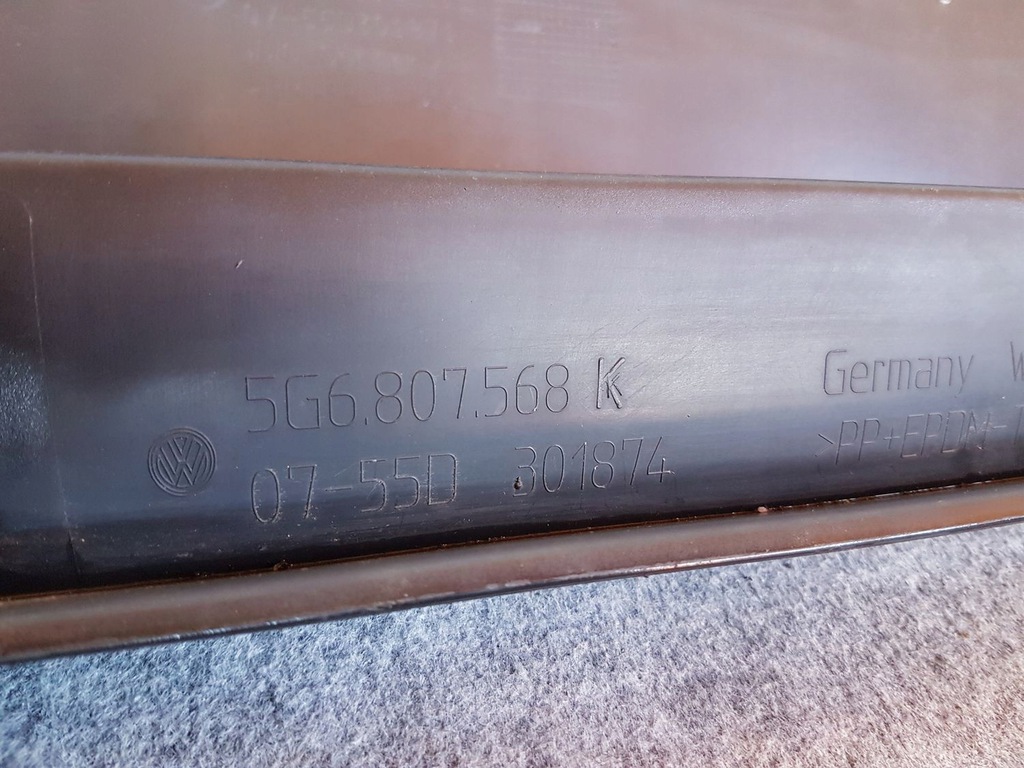 5G6.807.568 K
07-55D 301874
Germany
>PP+EPDM-